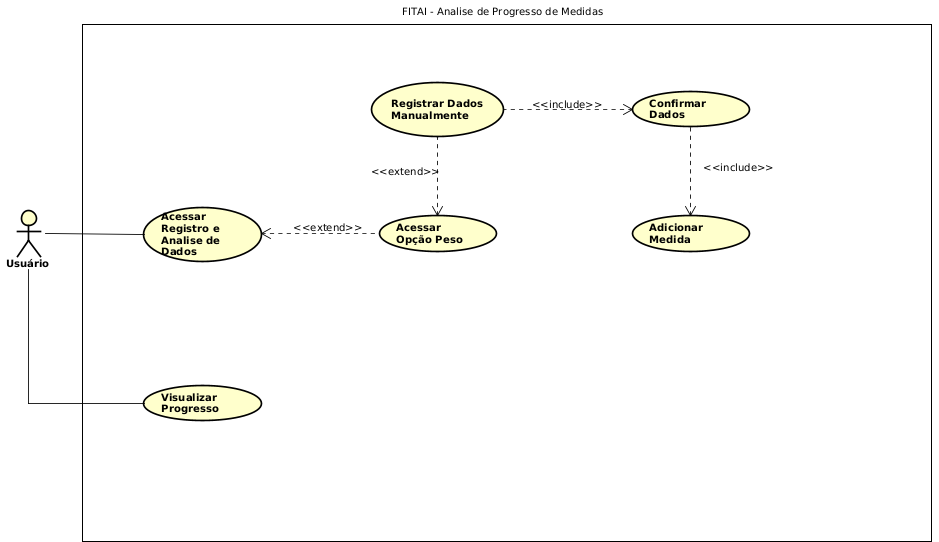 FITAI - Analise de Progresso de Medidas
Registrar Dados
Manualmente
<<include>>
Confirmar
Dados
<<extend>>
<<include>>
Acessar
Registro e
Analise de
Dados
<<extend>>
Acessar
Opção Peso
Adicionar
Medida
Usuário
Visualizar
Progresso